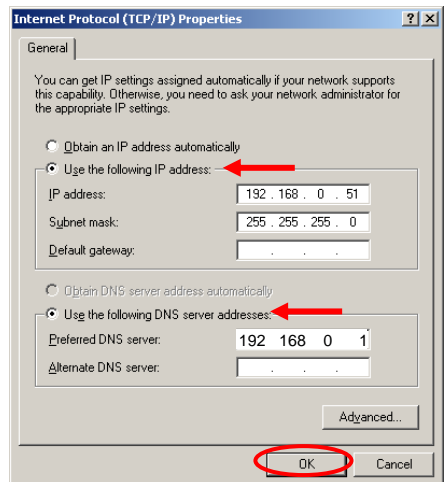 Internet Protocol (TCP/IP) Properties
General
You can get IP settings assigned automatically if your network supports
this capability. Otherwise, you need to ask your network administrator for
the appropriate IP settings.
Obtain an IP address automatically
Use the following IP address:
IP address: 192 . 168 . 0 . 51
Subnet mask: 255 . 255 . 255 . 0
Default gateway: . . .
Obtain DNS server address automatically
Use the following DNS server addresses:
Preferred DNS server: 192 168 0 1
Alternate DNS server: . . .
Advanced...
OK Cancel